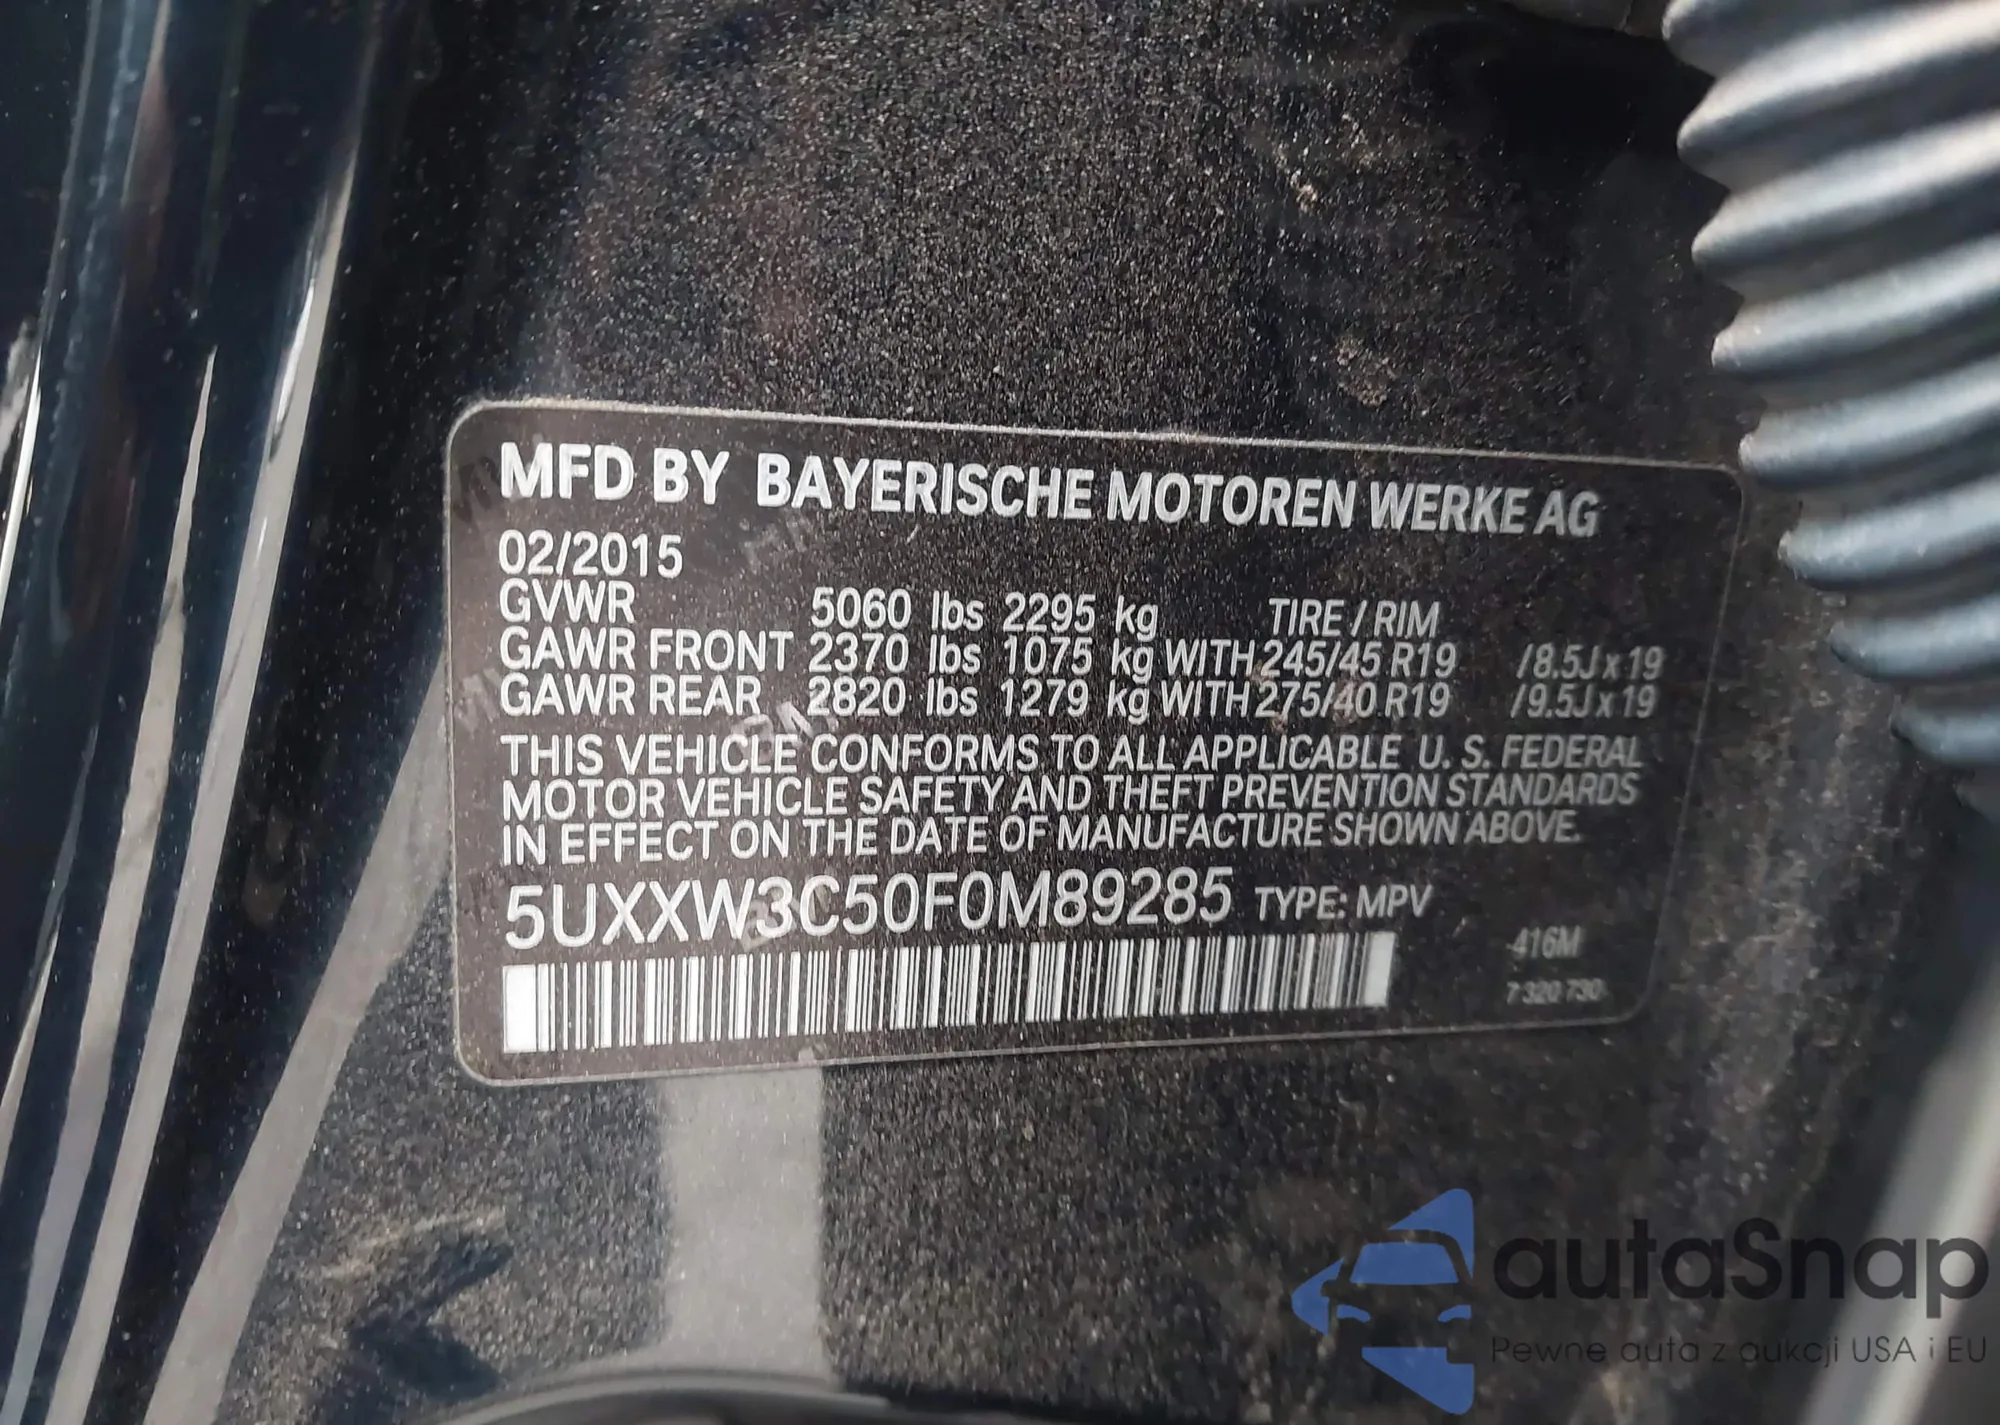 MFD BY BAYERISCHE MOTOREN WERKE AG
02/2015
GVWR 5060 lbs 2295 kg TIRE / RIM
GAWR FRONT 2370 lbs 1075 kg WITH 245/45 R19 /8.5J x 19
GAWR REAR 2820 lbs 1279 kg WITH 275/40 R19 /9.5J x 19
THIS VEHICLE CONFORMS TO ALL APPLICABLE U. S. FEDERAL
MOTOR VEHICLE SAFETY AND THEFT PREVENTION STANDARDS
IN EFFECT ON THE DATE OF MANUFACTURE SHOWN ABOVE.
5UXXW3C50F0M89285 TYPE: MPV
416M
7 320 730
autaSnap
Pewne auta z aukcji USA i EU